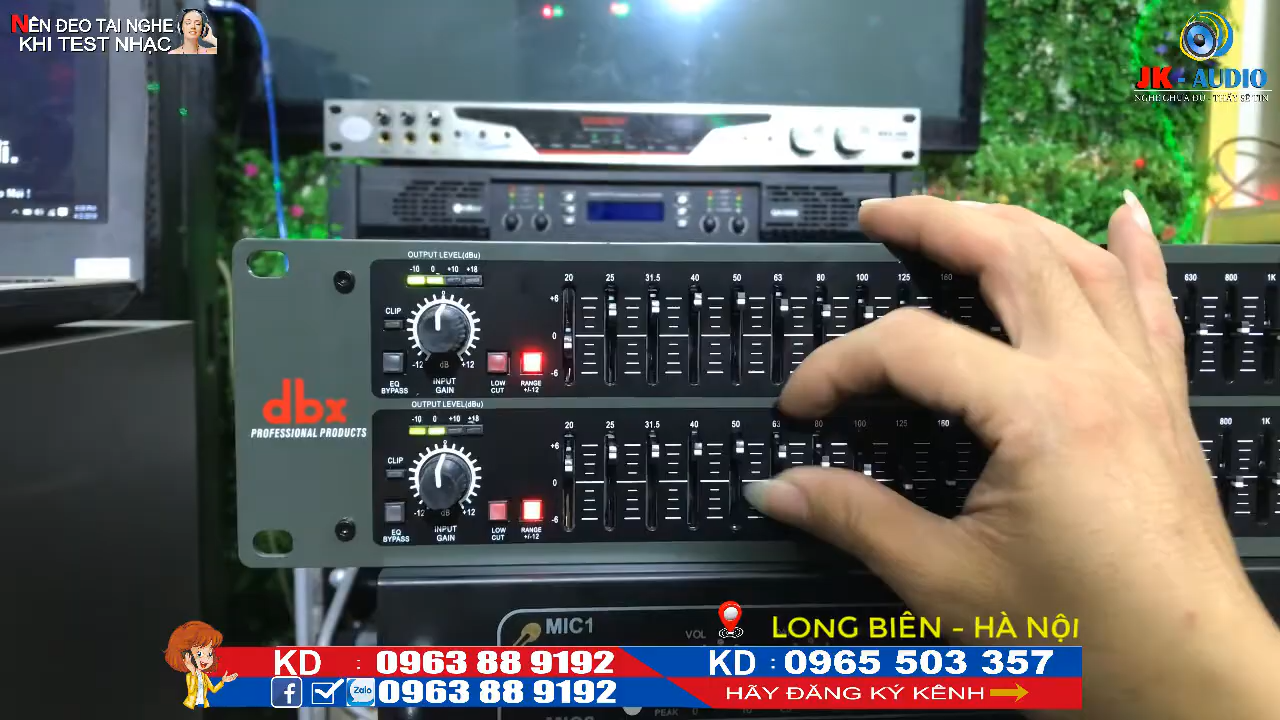 NÊN ĐEO TAI NGHE
KHI TEST NHẠC
JK - AUDIO
OUTPUT LEVEL(dBu)
-10 0 +10 +18
CLIP
0
-12 dB +12
EQ BYPASS
INPUT GAIN
LOW CUT
RANGE +/-12
20 25 31.5 40 50 63 80 100 125 160 630 800 1K
+6
0
-6
dbx
PROFESSIONAL PRODUCTS
OUTPUT LEVEL(dBu)
-10 0 +10 +18
CLIP
0
-12 dB +12
EQ BYPASS
INPUT GAIN
LOW CUT
RANGE +/-12
20 25 31.5 40 50 63 80 100 125 160 800 1K
+6
0
-6
MIC1
VOL
LONG BIÊN - HÀ NỘI
KD : 0963 88 9192
KD : 0965 503 357
Zalo 0963 88 9192
HÃY ĐĂNG KÝ KÊNH
PEAK